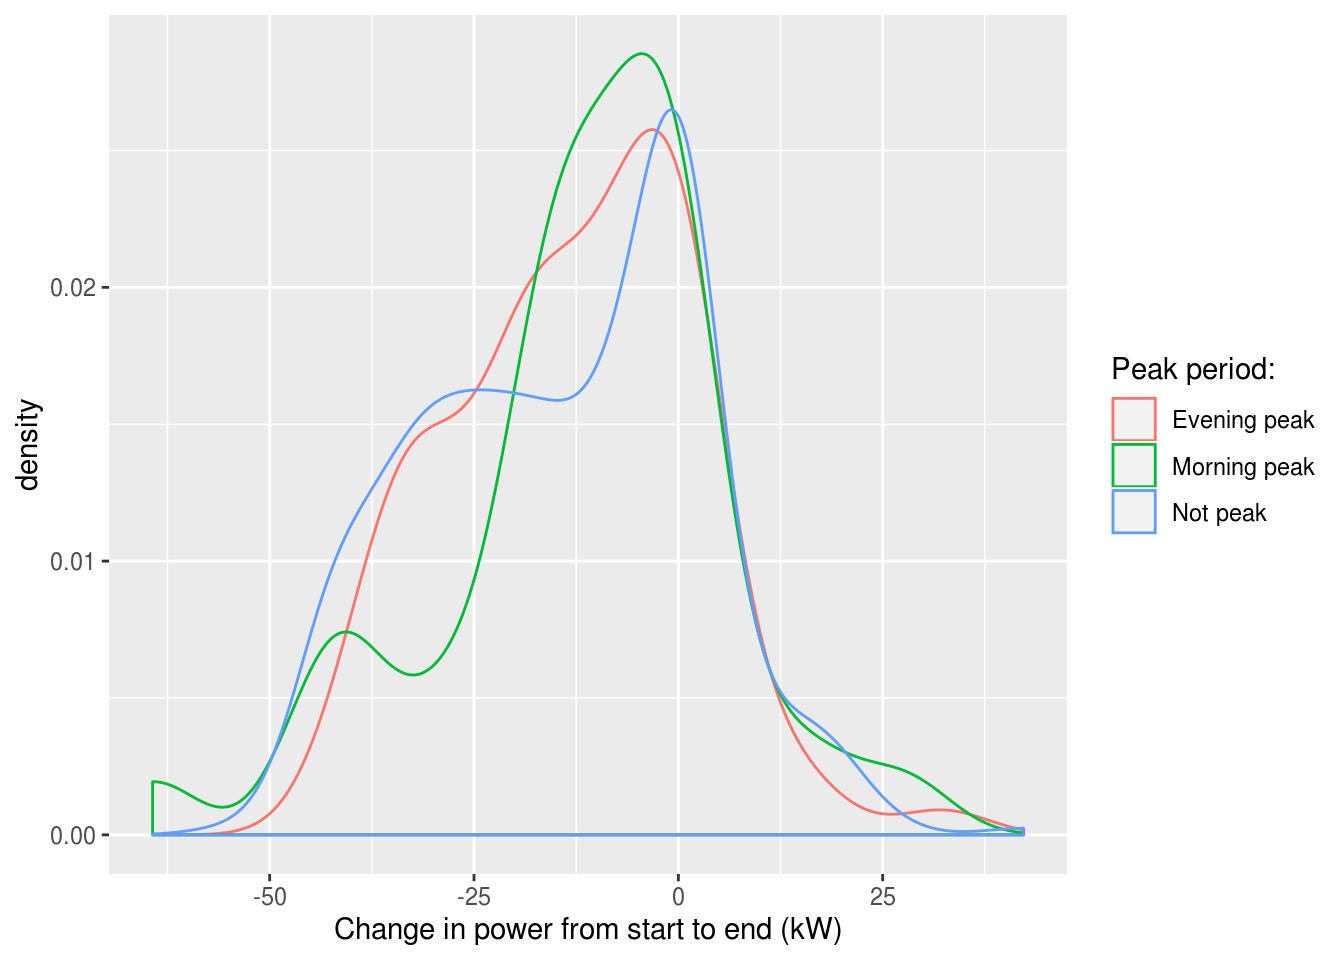 density
0.02
0.01
0.00
-50 -25 0 25
Change in power from start to end (kW)
Peak period:
Evening peak
Morning peak
Not peak